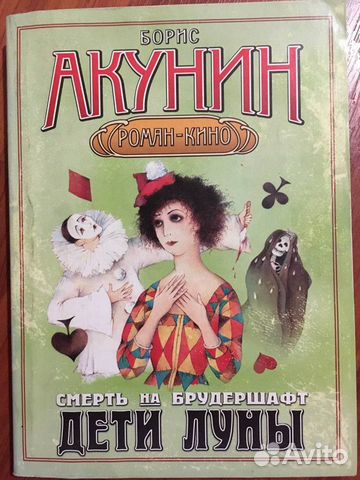 БОРИС
АКУНИН
РОМАН-КИНО
СМЕРТЬ НА БРУДЕРШАФТ
ДЕТИ ЛУНЫ
Avito